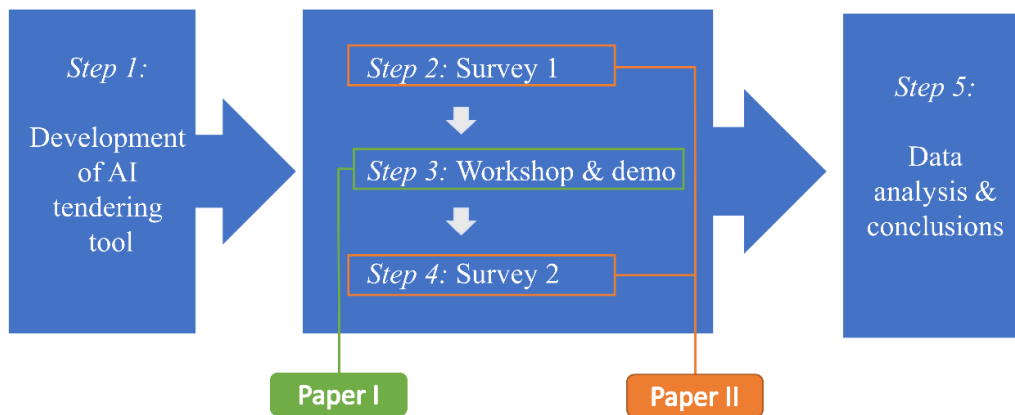 Step 1:
Development
of AI
tendering
tool
Step 2: Survey 1
Step 3: Workshop & demo
Step 4: Survey 2
Step 5:
Data
analysis &
conclusions
Paper I
Paper II